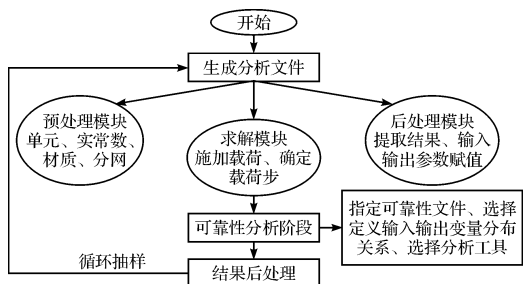 开始
生成分析文件
预处理模块
单元、实常数、
材质、分网
求解模块
施加载荷、确定
载荷步
后处理模块
提取结果、输入
输出参数赋值
可靠性分析阶段
指定可靠性文件、选择
定义输入输出变量分布
关系、选择分析工具
循环抽样
结果后处理